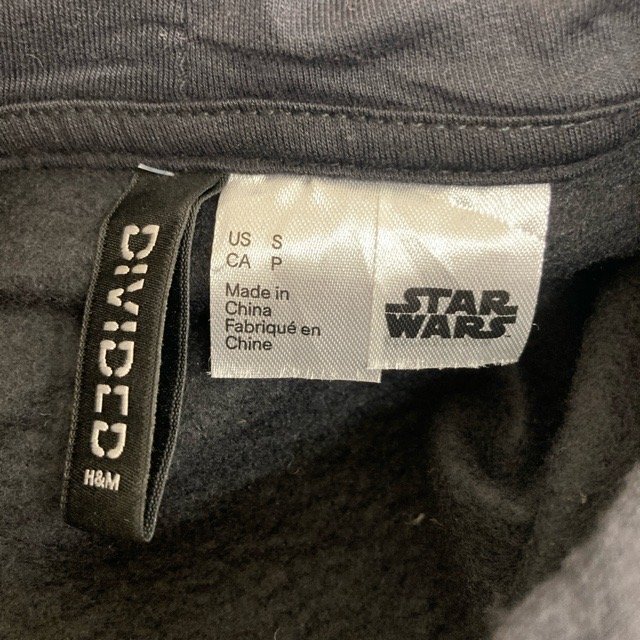 DIVIDED
H&M
US S
CA P
Made in
China
Fabriqué en
Chine
STAR
WARS